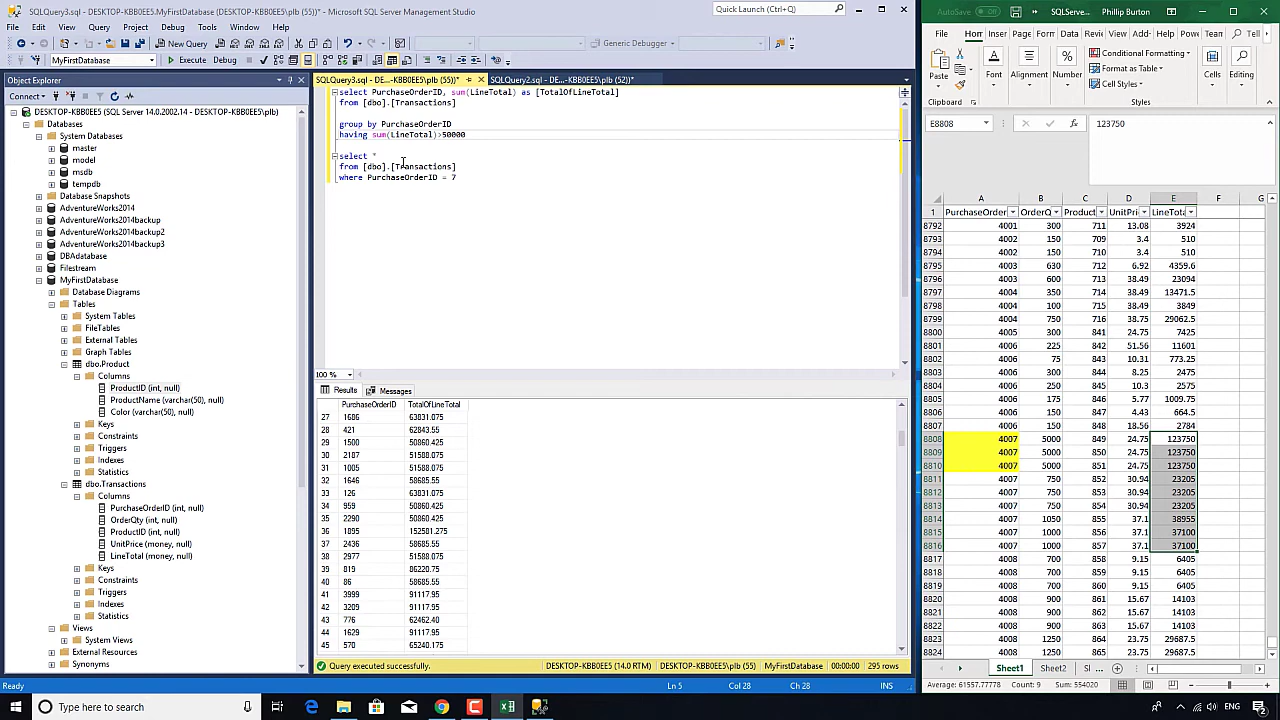 SQLQuery3.sql - DESKTOP-KBB0EE5.MyFirstDatabase (DESKTOP-KBB0EE5\plb (55))* - Microsoft SQL Server Management Studio
Quick Launch (Ctrl+Q)
File Edit View Query Project Debug Tools Window Help
New Query
Generic Debugger
MyFirstDatabase
Execute
Debug
Object Explorer
Connect
DESKTOP-KBB0EE5 (SQL Server 14.0.2002.14 - DESKTOP-KBB0EE5\plb)
Databases
System Databases
master
model
msdb
tempdb
Database Snapshots
AdventureWorks2014
AdventureWorks2014backup
AdventureWorks2014backup2
AdventureWorks2014backup3
DBAdatabase
Filestream
MyFirstDatabase
Database Diagrams
Tables
System Tables
FileTables
External Tables
Graph Tables
dbo.Product
Columns
ProductID (int, null)
ProductName (varchar(50), null)
Color (varchar(50), null)
Keys
Constraints
Triggers
Indexes
Statistics
dbo.Transactions
Columns
PurchaseOrderID (int, null)
OrderQty (int, null)
ProductID (int, null)
UnitPrice (money, null)
LineTotal (money, null)
Keys
Constraints
Triggers
Indexes
Statistics
Views
System Views
External Resources
Synonyms
SQLQuery3.sql - DE...-KBB0EE5\plb (55))*
SQLQuery2.sql - DE...-KBB0EE5\plb (52))*
select PurchaseOrderID, sum(LineTotal) as [TotalOfLineTotal]
from [dbo].[Transactions]
group by PurchaseOrderID
having sum(LineTotal)>50000
select *
from [dbo].[Transactions]
where PurchaseOrderID = 7
100 %
Results
Messages
PurchaseOrderID TotalOfLineTotal
27 1686 63831.075
28 421 62843.55
29 1500 50860.425
30 2187 51588.075
31 1005 51588.075
32 1646 58685.55
33 126 63831.075
34 959 50860.425
35 2290 50860.425
36 1895 152581.275
37 2436 58685.55
38 2977 51588.075
39 819 86220.75
40 86 58685.55
41 3999 91117.95
42 3209 91117.95
43 776 62462.40
44 1629 91117.95
45 570 65240.175
Query executed successfully.
DESKTOP-KBB0EE5 (14.0 RTM)
DESKTOP-KBB0EE5\plb (55)
MyFirstDatabase
00:00:00
295 rows
Ready
Ln 5
Col 28
Ch 28
INS
AutoSave Off
SQLServe...
Phillip Burton
File Hom Inser Page Form Data Revi View Add- Help Powe Team
Search
Paste
Font
Alignment
Number
Conditional Formatting
Format as Table
Cell Styles
Cells
Editing
Clipboard
Styles
E8808
123750
A B C D E F G
1 PurchaseOrder OrderQ Product UnitPri LineTota
8792 4001 300 711 13.08 3924
8793 4002 150 709 3.4 510
8794 4002 150 710 3.4 510
8795 4003 630 712 6.92 4359.6
8796 4003 600 713 38.49 23094
8797 4004 350 714 38.49 13471.5
8798 4004 100 715 38.49 3849
8799 4004 750 716 38.75 29062.5
8800 4005 300 841 24.75 7425
8801 4006 225 842 51.56 11601
8802 4006 75 843 10.31 773.25
8803 4006 300 844 8.25 2475
8804 4006 250 845 10.3 2575
8805 4006 175 846 5.77 1009.75
8806 4006 150 847 4.43 664.5
8807 4006 150 848 18.56 2784
8808 4007 5000 849 24.75 123750
8809 4007 5000 850 24.75 123750
8810 4007 5000 851 24.75 123750
8811 4007 750 852 30.94 23205
8812 4007 750 853 30.94 23205
8813 4007 750 854 30.94 23205
8814 4007 1050 855 37.1 38955
8815 4007 1000 856 37.1 37100
8816 4007 1000 857 37.1 37100
8817 4008 700 858 9.15 6405
8818 4008 700 859 9.15 6405
8819 4008 700 860 9.15 6405
8820 4008 900 861 15.67 14103
8821 4008 900 862 15.67 14103
8822 4008 900 863 15.67 14103
8823 4008 1250 864 23.75 29687.5
8824 4008 1250 865 23.75 29687.5
Sheet1
Sheet2
Average: 61557.77778
Count: 9
Sum: 554020
Type here to search
ENG